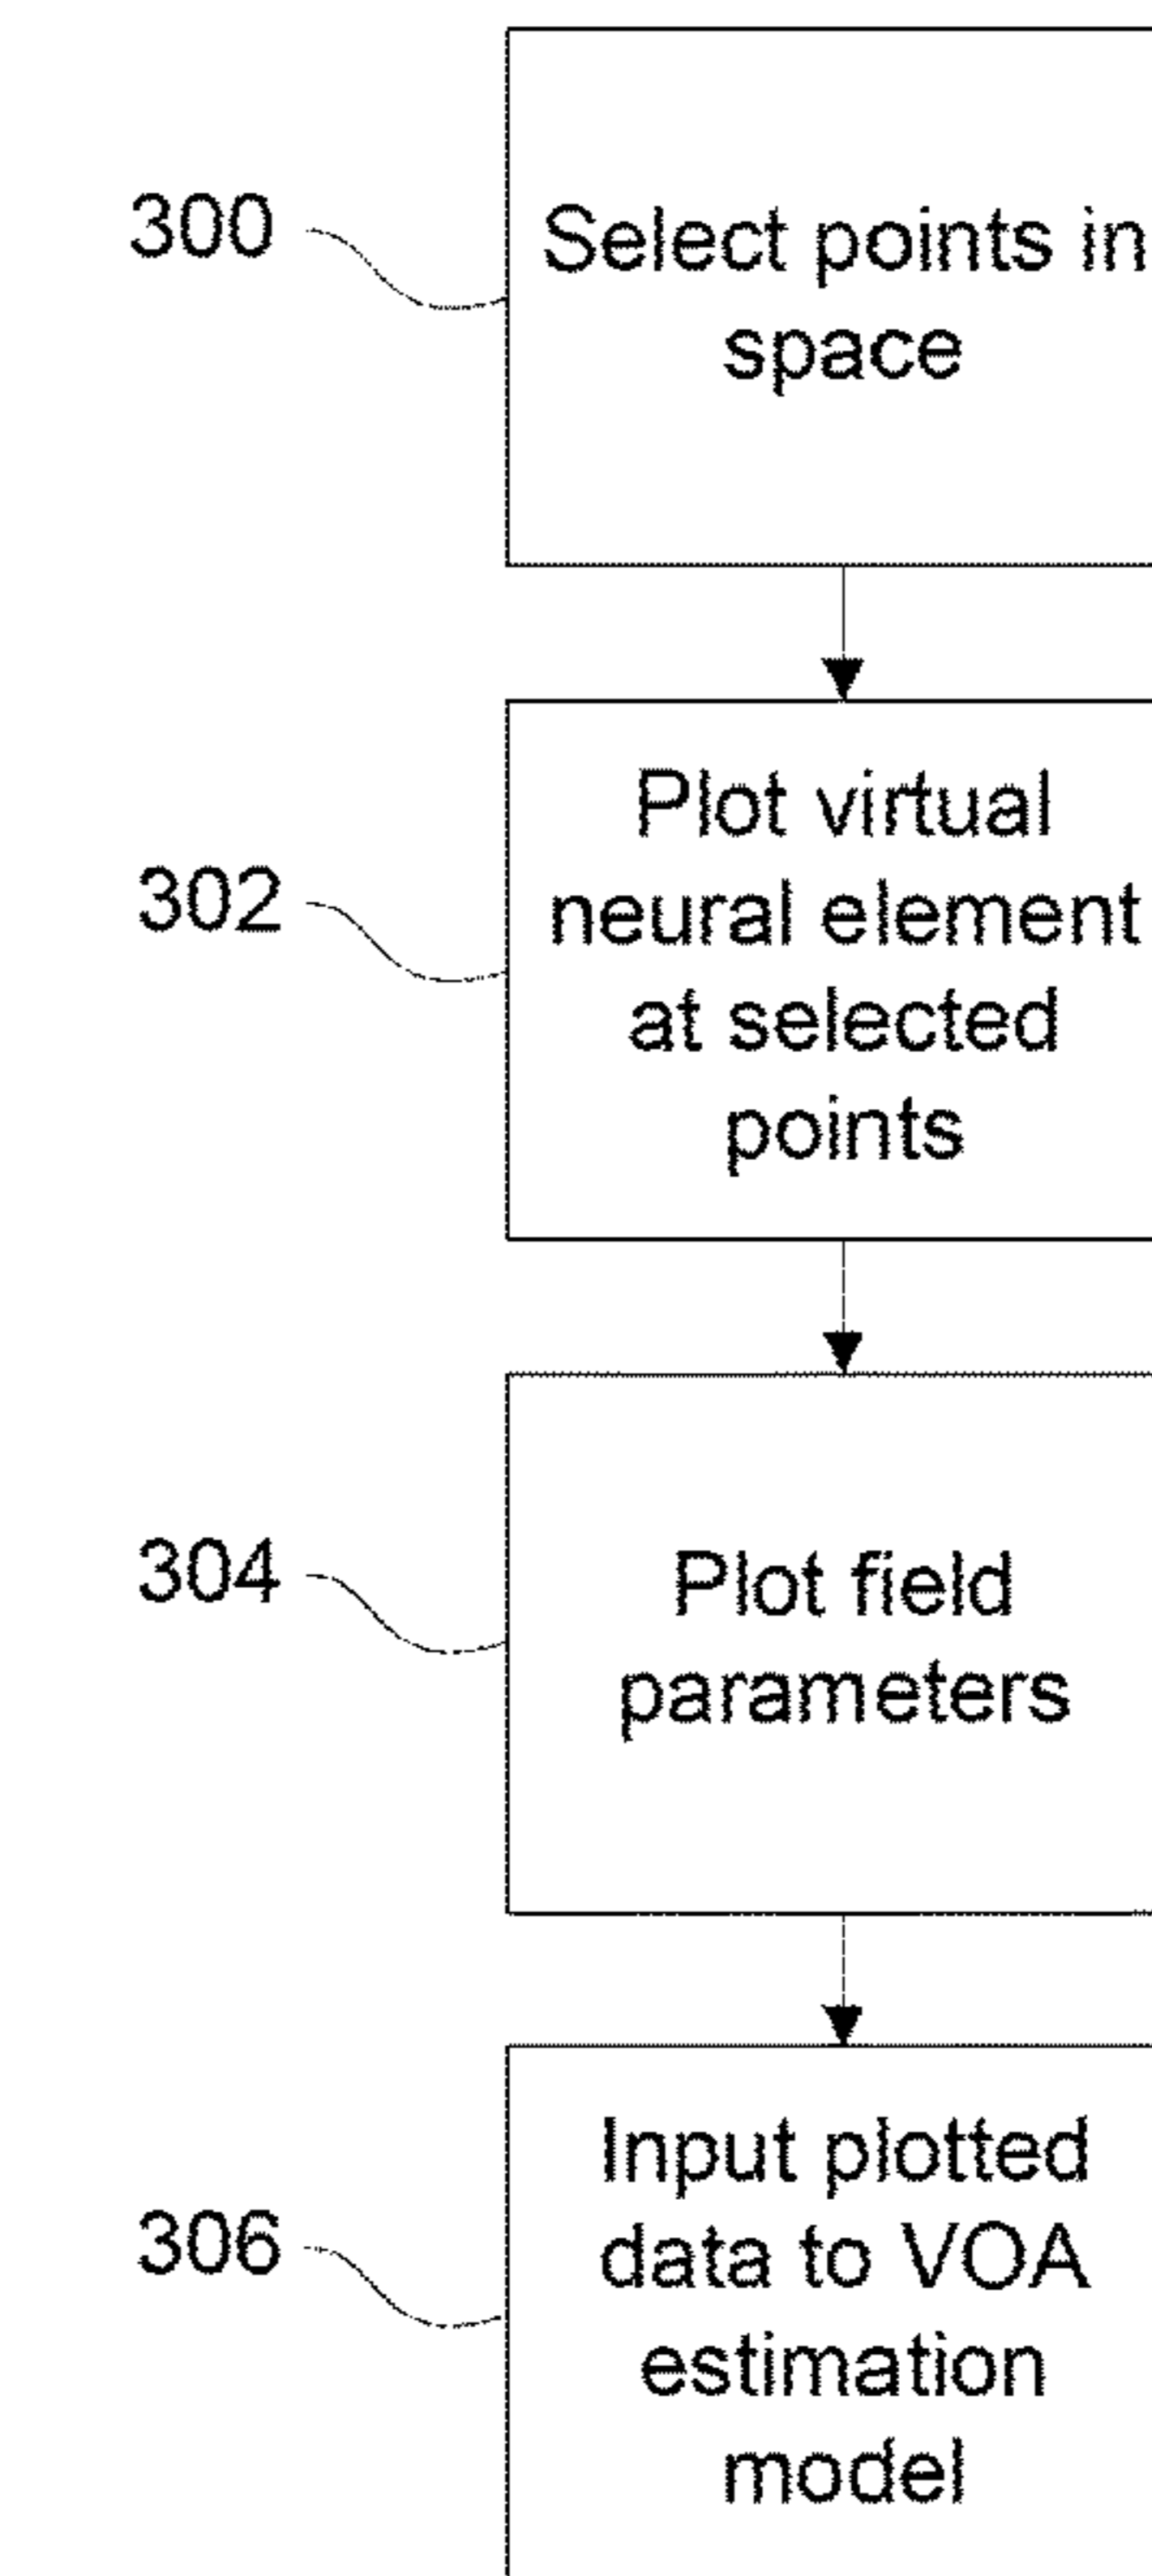 300
Select points in
space
302
Plot virtual
neural element
at selected
points
304
Plot field
parameters
306
Input plotted
data to VOA
estimation
model